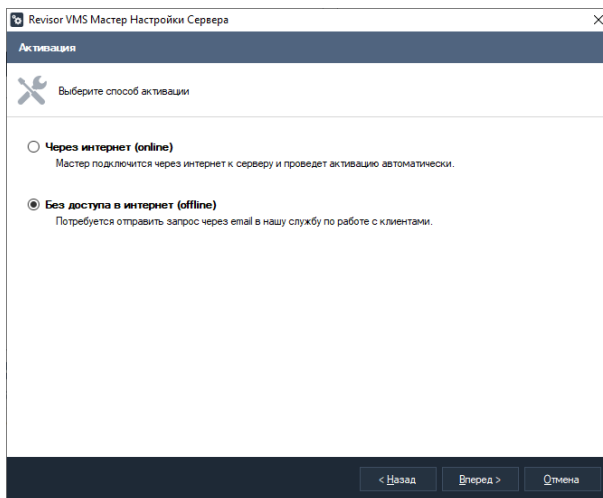 Revisor VMS Мастер Настройки Сервера
Активация
Выберите способ активации
Через интернет (online)
Мастер подключится через интернет к серверу и проведет активацию автоматически.
Без доступа в интернет (offline)
Потребуется отправить запрос через email в нашу службу по работе с клиентами.
< Назад Вперед > Отмена